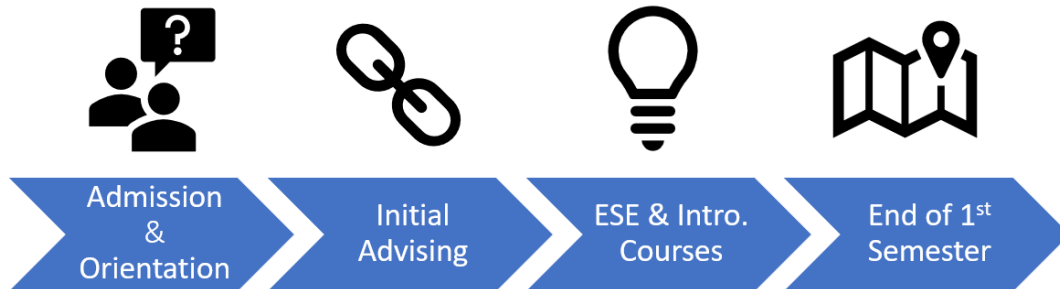 ?
Admission
&
Orientation
Initial
Advising
ESE & Intro.
Courses
End of 1st
Semester